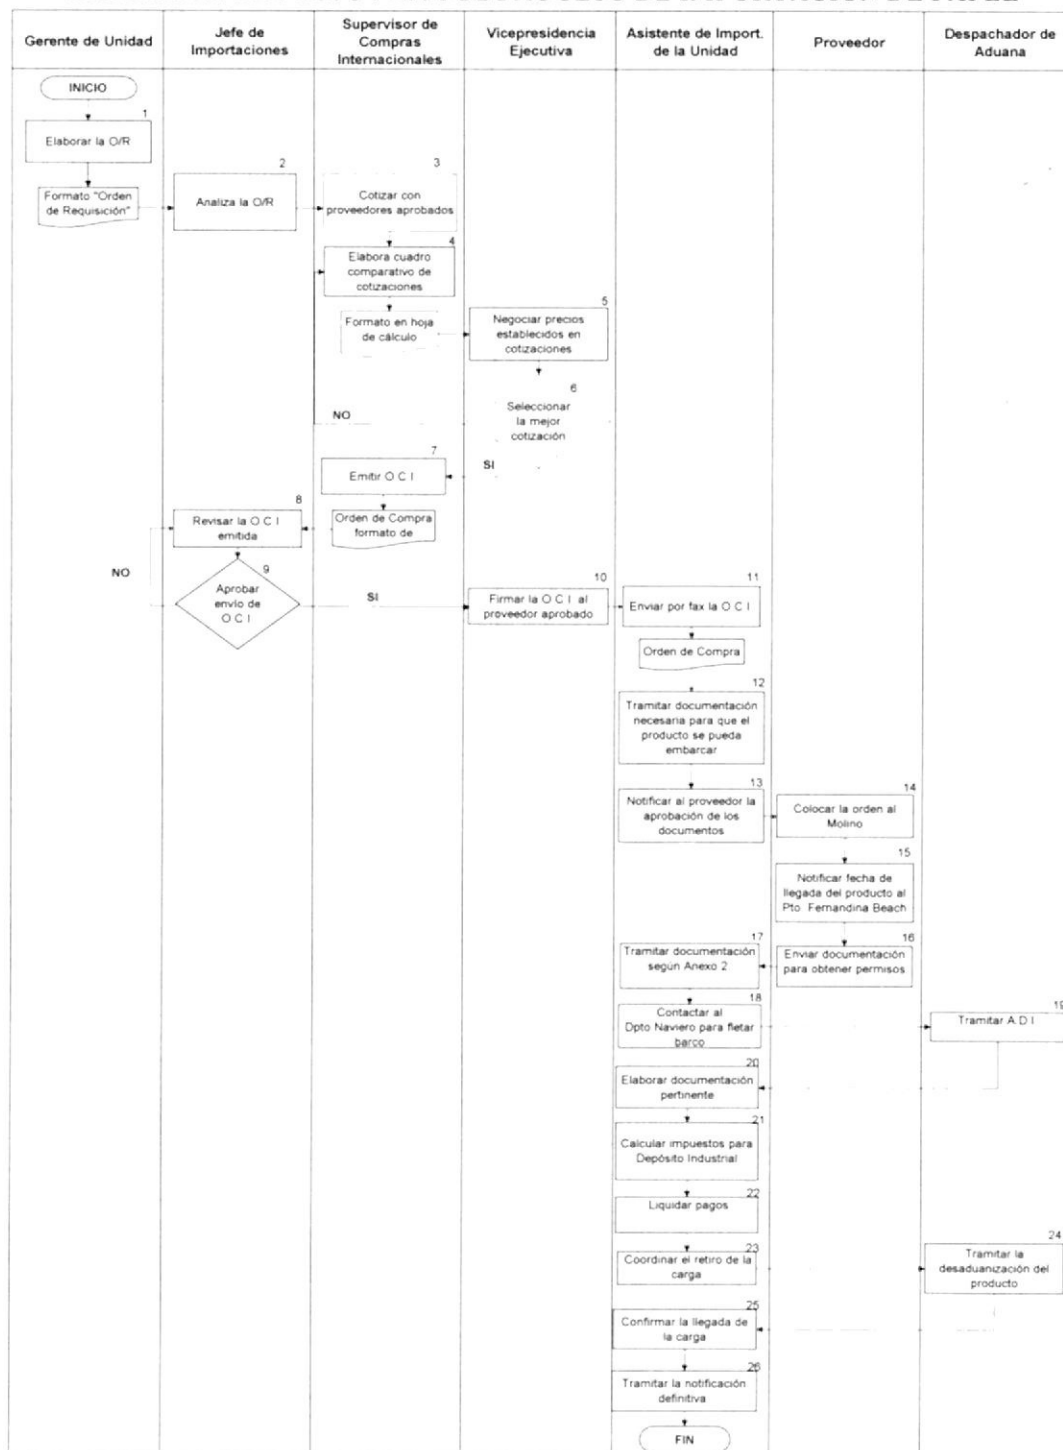 Gerente de Unidad
Jefe de
Importaciones
Supervisor de
Compras
Internacionales
Vicepresidencia
Ejecutiva
Asistente de Import.
de la Unidad
Proveedor
Despachador de
Aduana
INICIO
1
Elaborar la O/R
Formato "Orden
de Requisición"
2
Analiza la O/R
3
Cotizar con
proveedores aprobados
4
Elabora cuadro
comparativo de
cotizaciones
Formato en hoja
de cálculo
5
Negociar precios
establecidos en
cotizaciones
6
Seleccionar
la mejor
cotización
NO
SI
7
Emitir O C I
Orden de Compra
formato de
8
Revisar la O C I
emitida
NO
9
Aprobar
envío de
O C I
SI
10
Firmar la O C I al
proveedor aprobado
11
Enviar por fax la O C I
Orden de Compra
12
Tramitar documentación
necesaria para que el
producto se pueda
embarcar
13
Notificar al proveedor la
aprobación de los
documentos
14
Colocar la orden al
Molino
15
Notificar fecha de
llegada del producto al
Pto Fernandina Beach
16
Enviar documentación
para obtener permisos
17
Tramitar documentación
según Anexo 2
18
Contactar al
Dpto Naviero para fletar
barco
19
Tramitar A D I
20
Elaborar documentación
pertinente
21
Calcular impuestos para
Depósito Industrial
22
Liquidar pagos
23
Coordinar el retiro de la
carga
24
Tramitar la
desaduanización del
producto
25
Confirmar la llegada de
la carga
26
Tramitar la notificación
definitiva
FIN